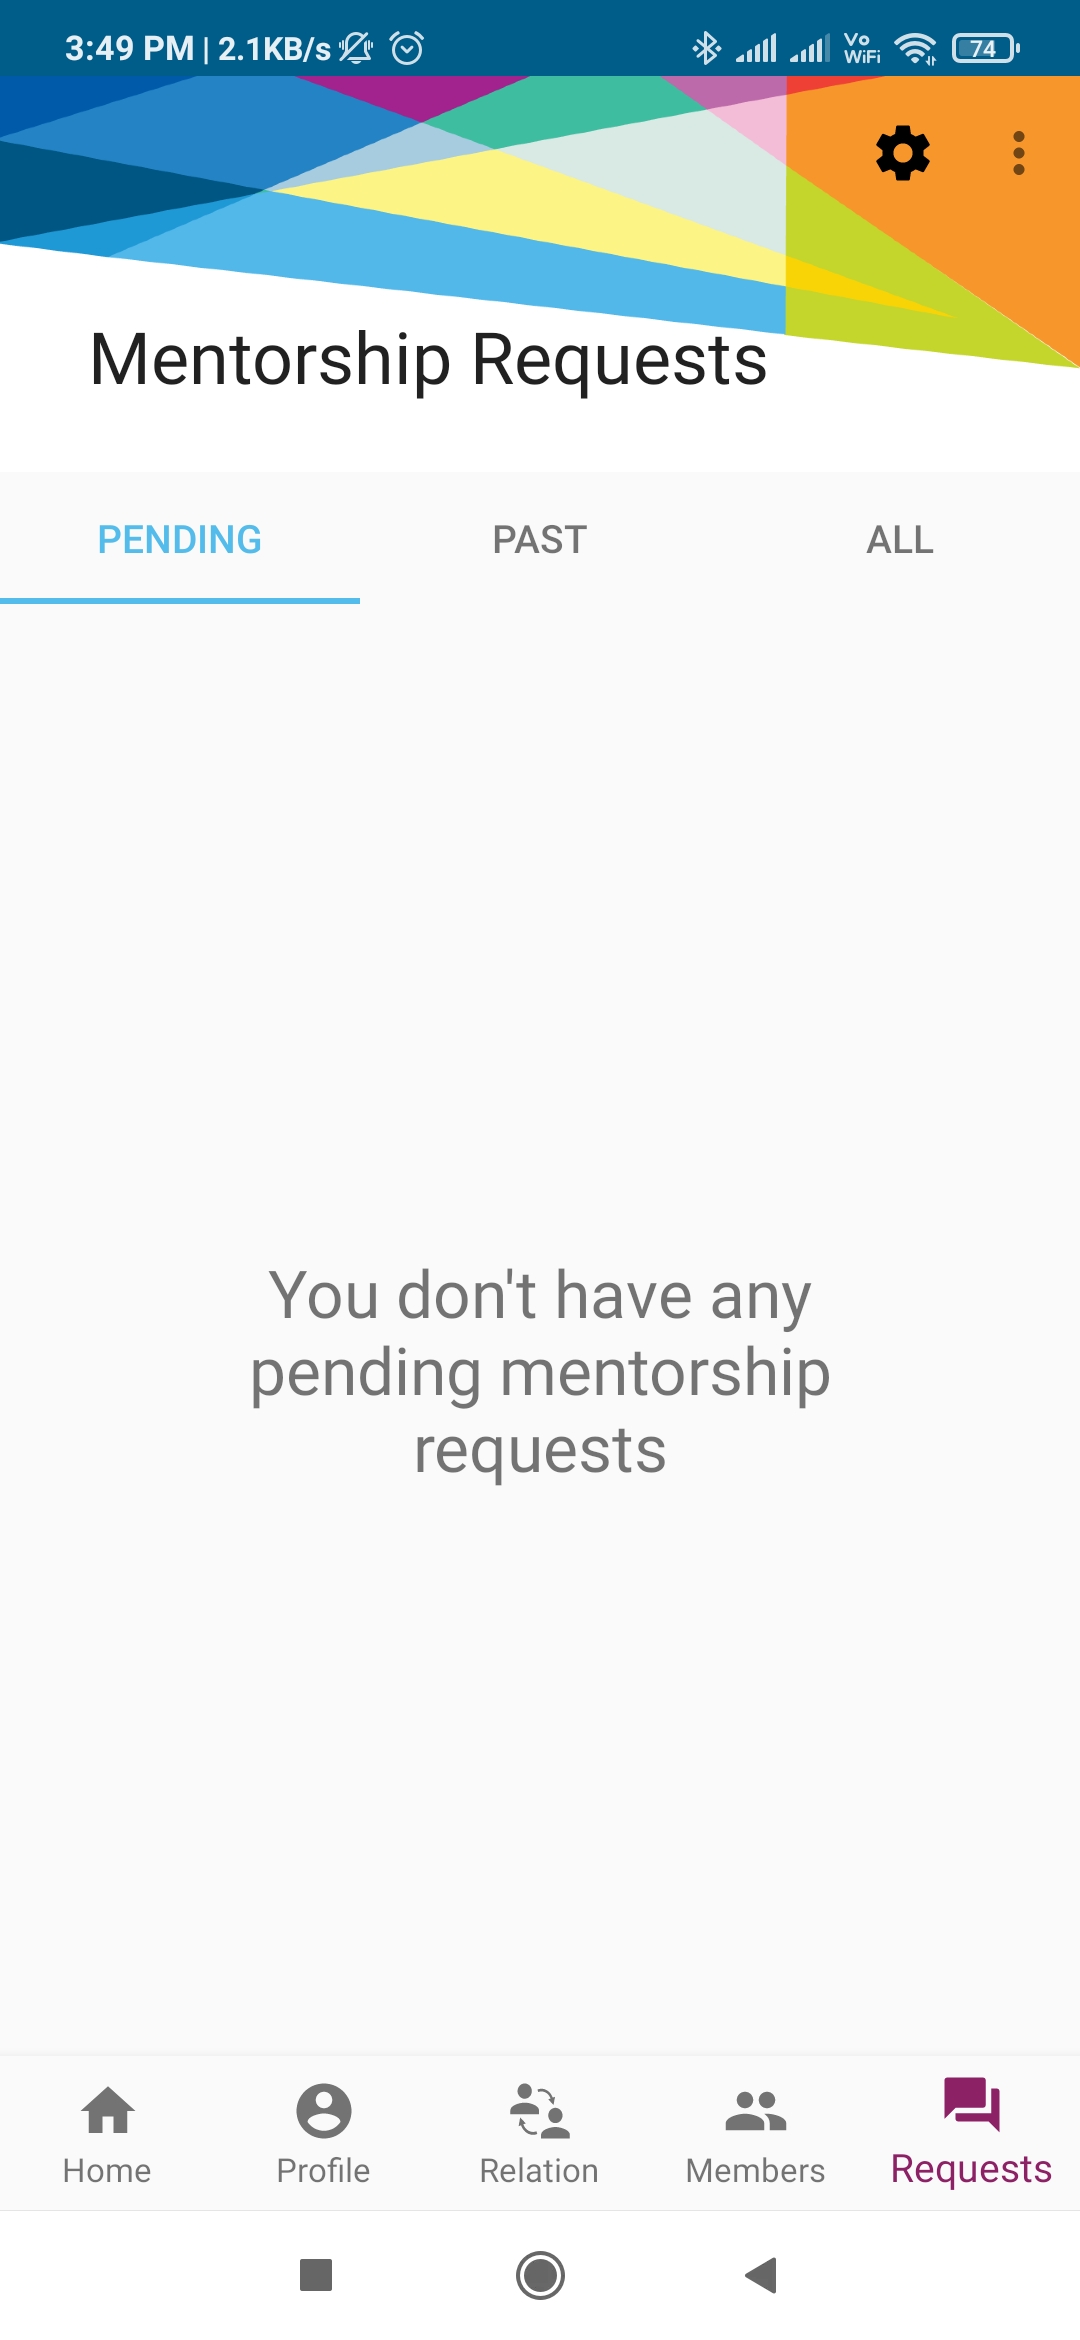 3:49 PM | 2.1KB/s
Vo
WiFi
74
Mentorship Requests
PENDING
PAST
ALL
You don't have any
pending mentorship
requests
Home
Profile
Relation
Members
Requests